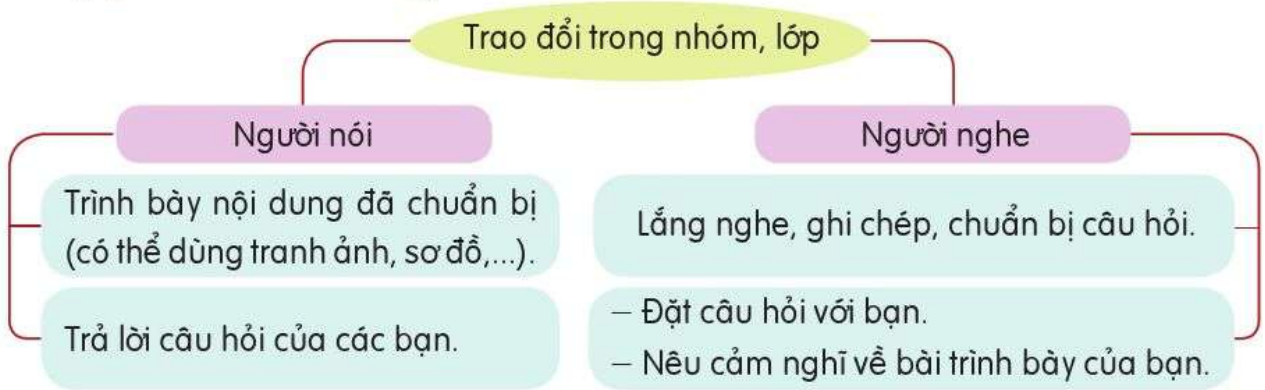 Trao đổi trong nhóm, lớp
Người nói
Trình bày nội dung đã chuẩn bị
(có thể dùng tranh ảnh, sơ đồ,...).
Trả lời câu hỏi của các bạn.
Người nghe
Lắng nghe, ghi chép, chuẩn bị câu hỏi.
– Đặt câu hỏi với bạn.
– Nêu cảm nghĩ về bài trình bày của bạn.